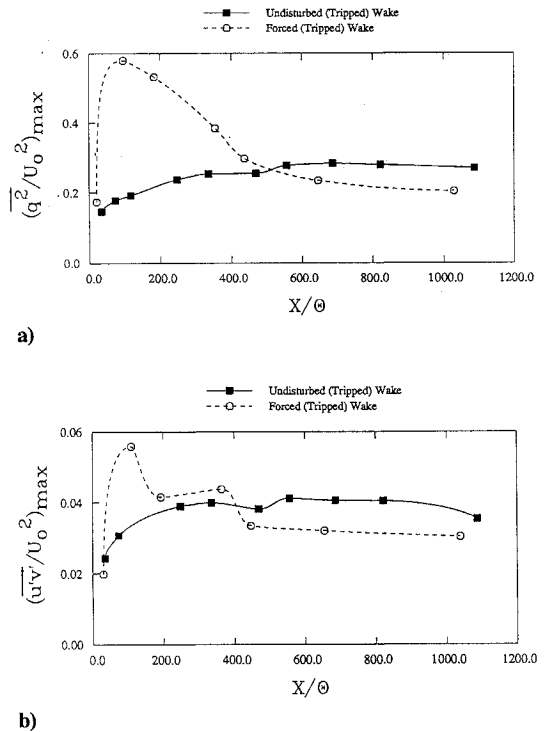 Undisturbed (Tripped) Wake
Forced (Tripped) Wake
0.6
0.4
0.2
0.0
(q²/U₀²)max
0.0 200.0 400.0 600.0 800.0 1000.0 1200.0
X/Θ
a)
Undisturbed (Tripped) Wake
Forced (Tripped) Wake
0.06
0.04
0.02
0.00
(u'v'/U₀²)max
0.0 200.0 400.0 600.0 800.0 1000.0 1200.0
X/Θ
b)